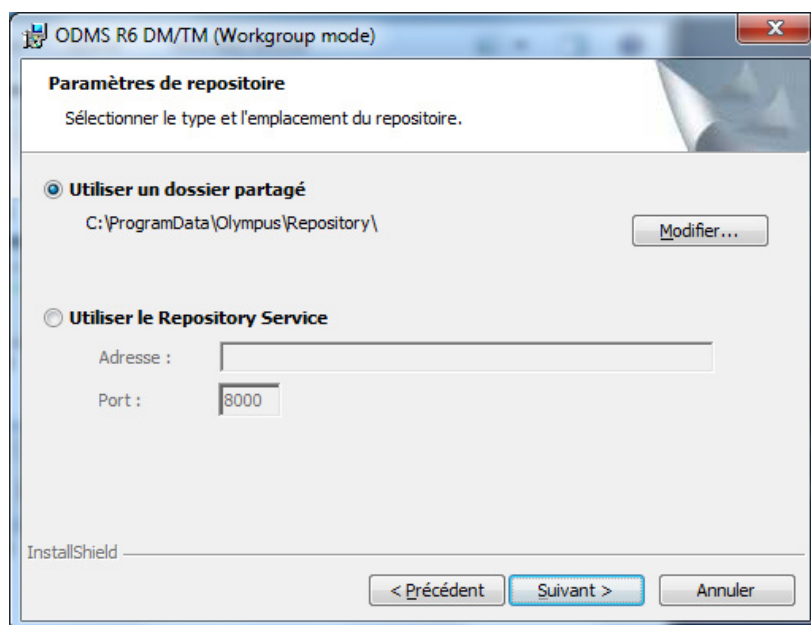 ODMS R6 DM/TM (Workgroup mode)
Paramètres de repositoire
Sélectionner le type et l'emplacement du repositoire.
Utiliser un dossier partagé
C:\ProgramData\Olympus\Repository\
Modifier...
Utiliser le Repository Service
Adresse :
Port :
8000
InstallShield
< Précédent
Suivant >
Annuler